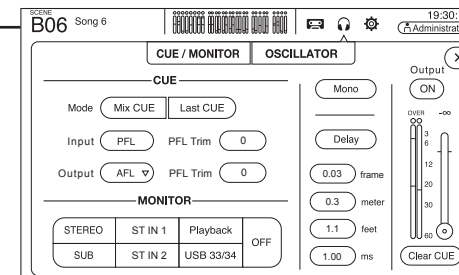 SCENE
B06 Song 6
19:30:
Administrat
CUE / MONITOR OSCILLATOR
CUE
Mode Mix CUE Last CUE
Input PFL PFL Trim 0
Output AFL PFL Trim 0
MONITOR
STEREO ST IN 1 Playback OFF
SUB ST IN 2 USB 33/34
Mono
Delay
0.03 frame
0.3 meter
1.1 feet
1.00 ms
Output
ON
OVER -∞
3
6
12
20
30
60
Clear CUE